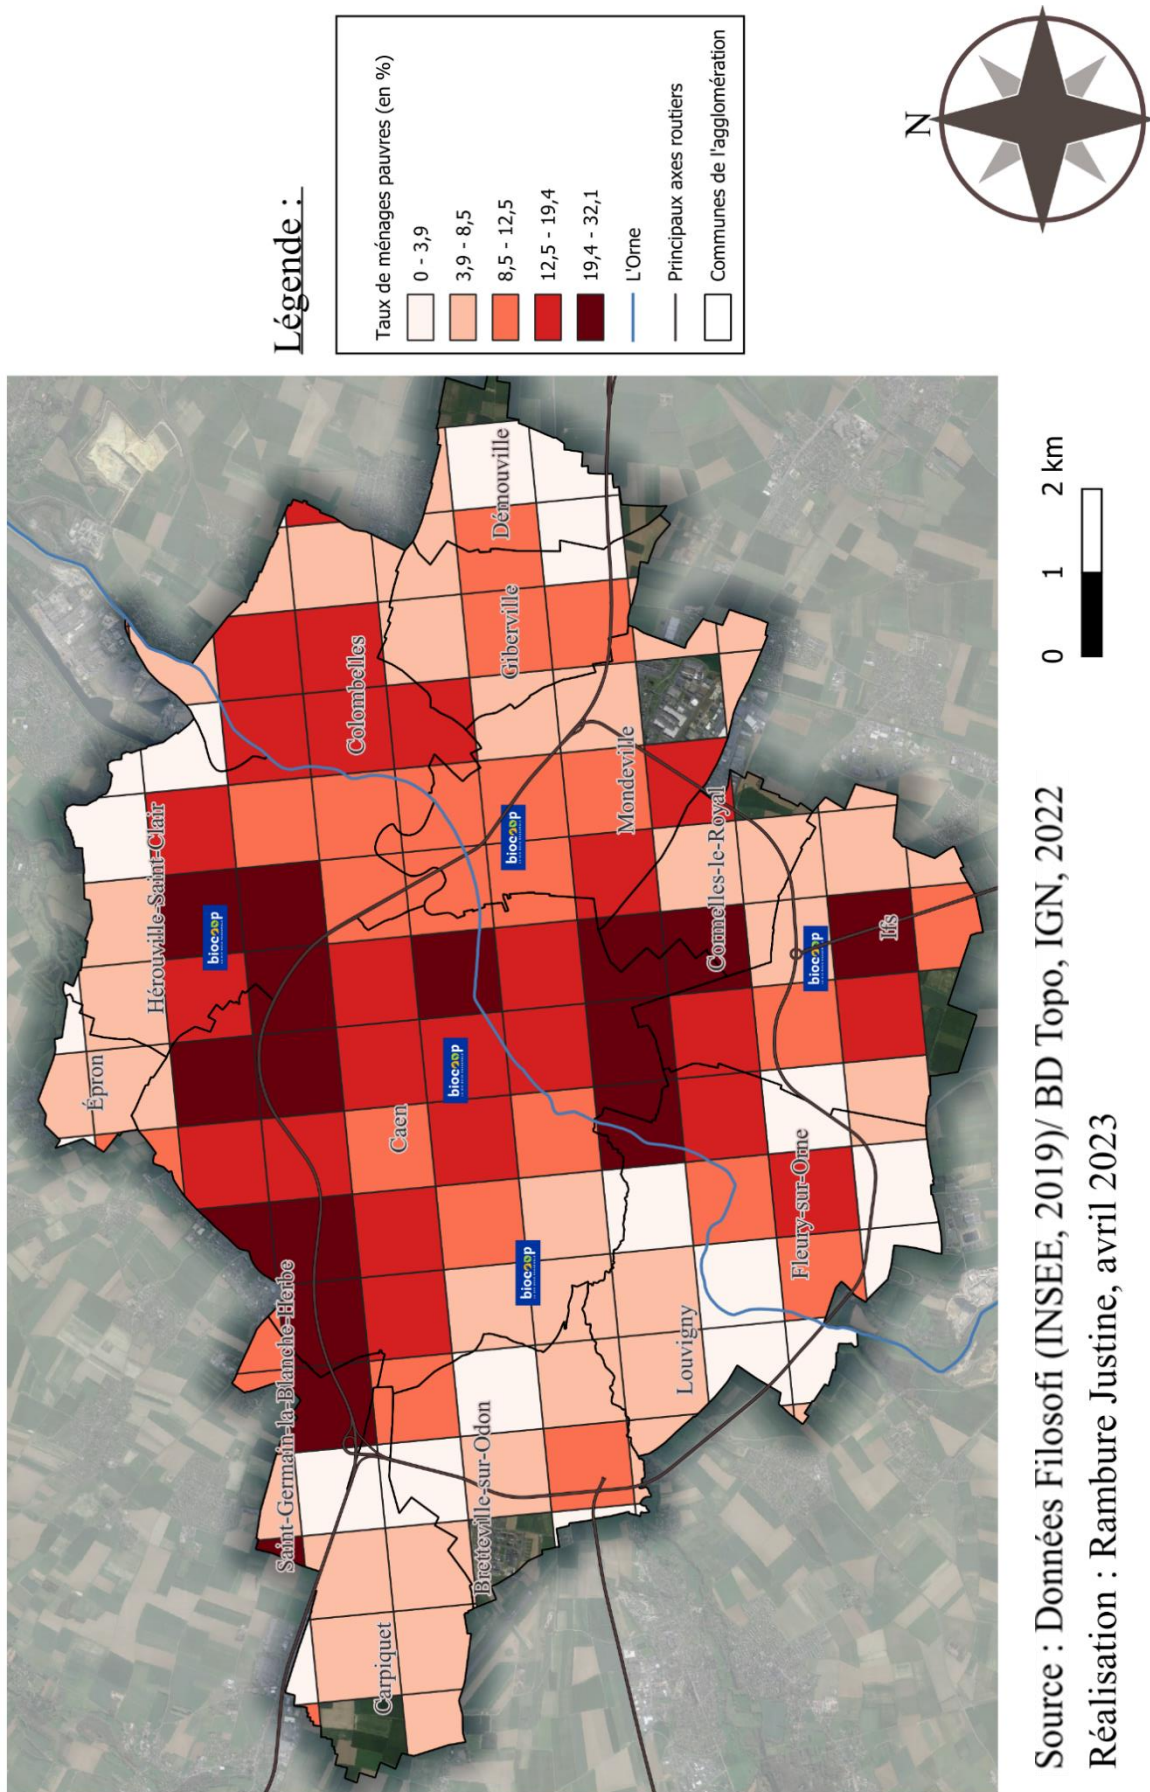 Légende :
Taux de ménages pauvres (en %)
0 - 3,9
3,9 - 8,5
8,5 - 12,5
12,5 - 19,4
19,4 - 32,1
L'Orne
Principaux axes routiers
Communes de l'agglomération
N
Épron
Hérouville-Saint-Clair
biocoop
Saint-Germain-la-Blanche-Herbe
Colombelles
Caen
biocoop
Carpiquet
Bretteville-sur-Odon
biocoop
biocoop
Giberville
Démouville
Mondeville
Louvigny
Cormelles-le-Royal
Fleury-sur-Orne
biocoop
Ifs
0 1 2 km
Source : Données Filosofi (INSEE, 2019)/ BD Topo, IGN, 2022
Réalisation : Rambure Justine, avril 2023